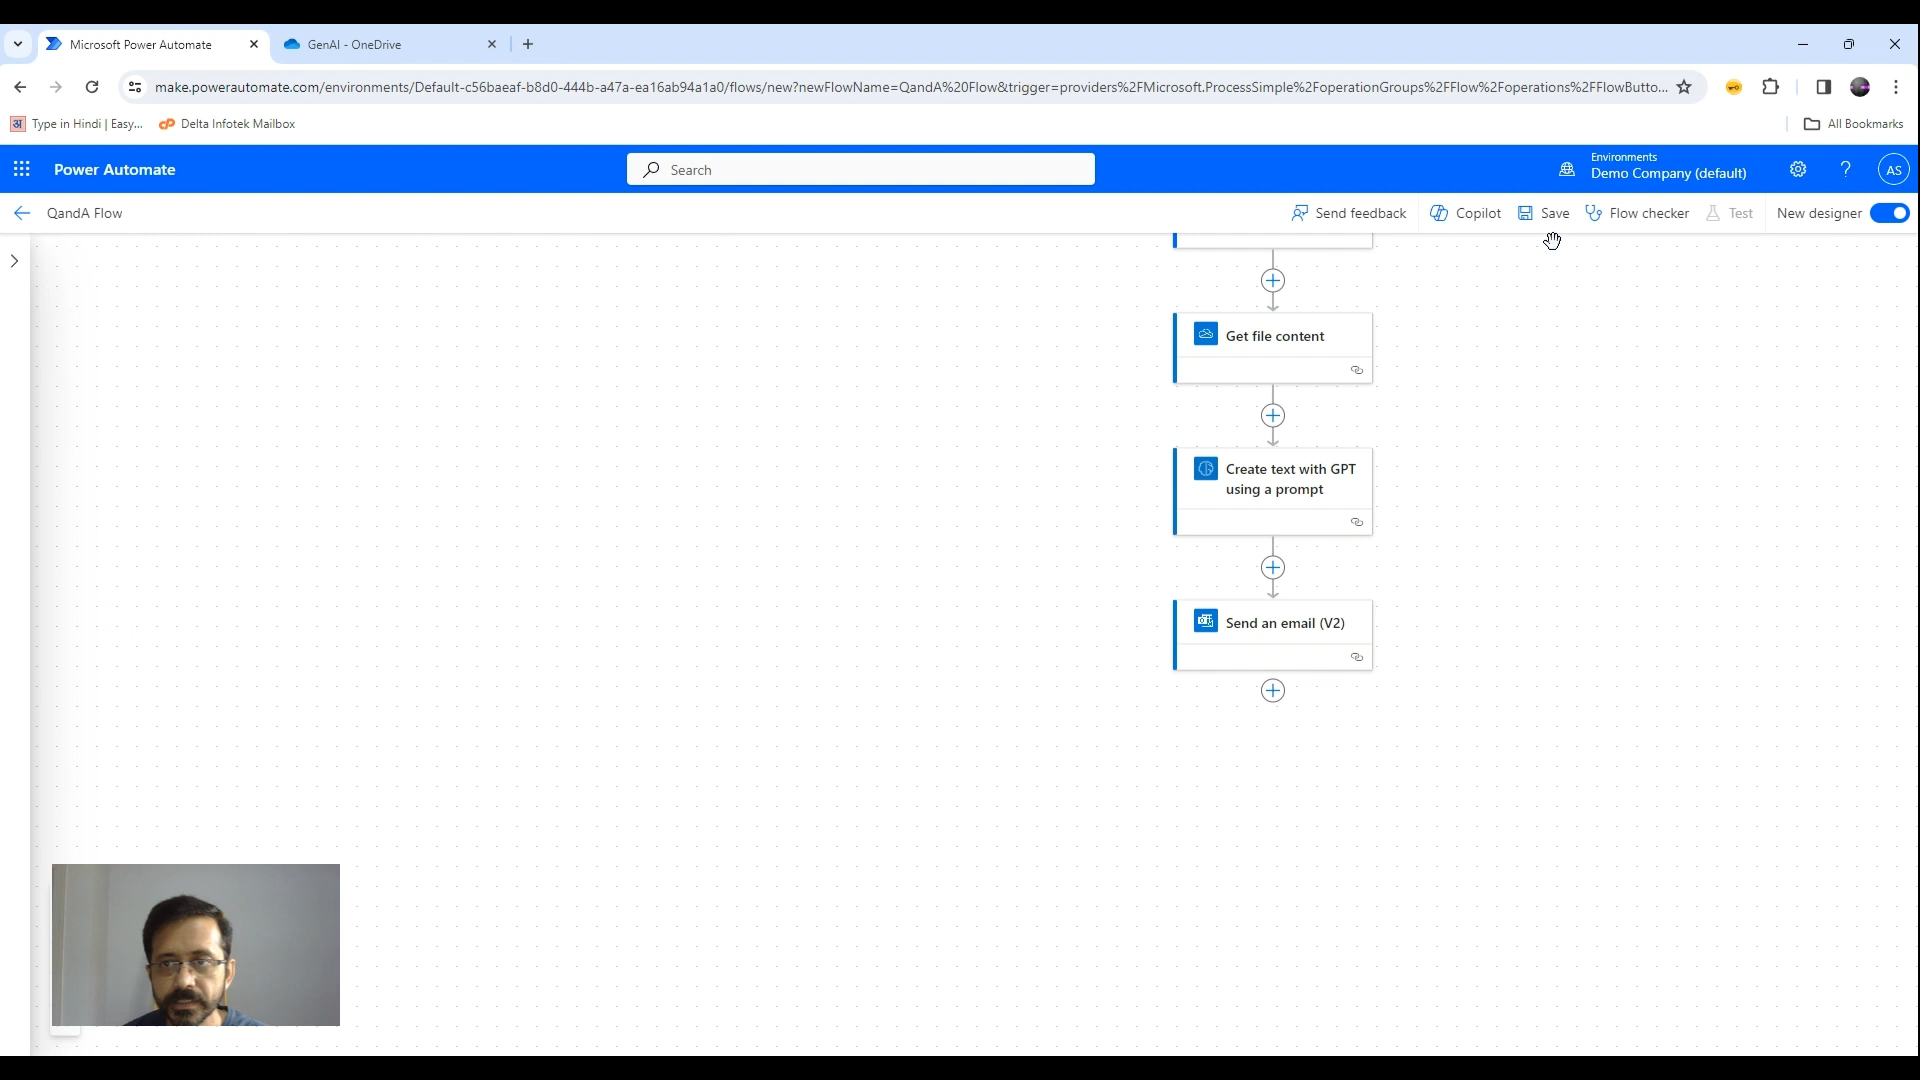 Microsoft Power Automate
GenAI - OneDrive
make.powerautomate.com/environments/Default-c56baeaf-b8d0-444b-a47a-ea16ab94a1a0/flows/new?newFlowName=QandA%20Flow&trigger=providers%2FMicrosoft.ProcessSimple%2FoperationGroups%2FFlow%2Foperations%2FFlowButto...
अ Type in Hindi | Easy...
Delta Infotek Mailbox
All Bookmarks
Power Automate
Search
Environments
Demo Company (default)
AS
QandA Flow
Send feedback
Copilot
Save
Flow checker
Test
New designer
Get file content
Create text with GPT
using a prompt
Send an email (V2)